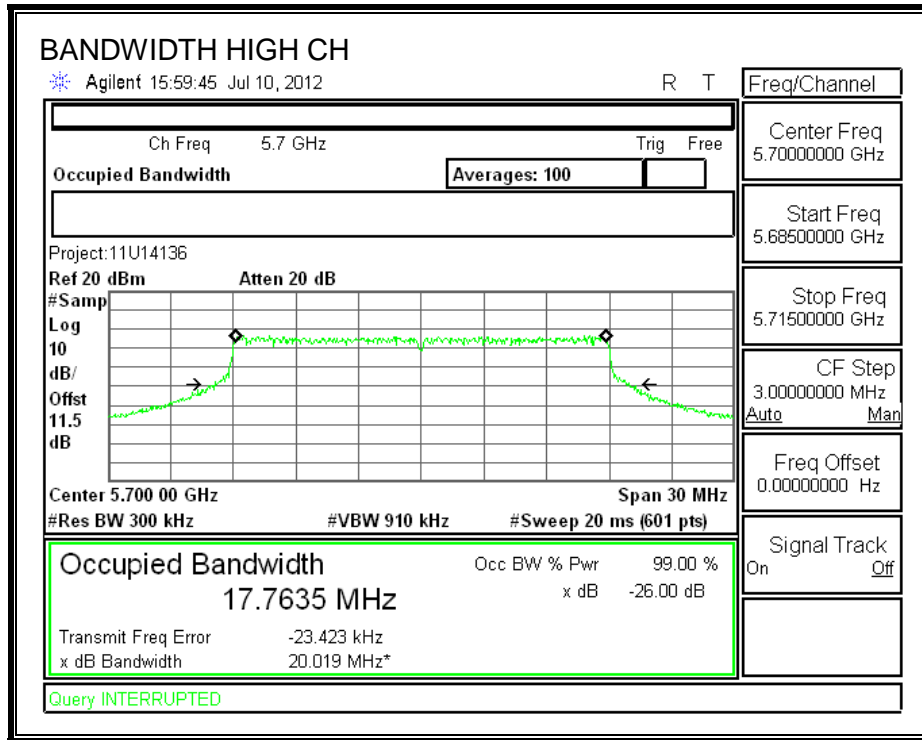 BANDWIDTH HIGH CH
Agilent 15:59:45 Jul 10, 2012 R T
Ch Freq 5.7 GHz Trig Free
Occupied Bandwidth Averages: 100
Project:11U14136
Ref 20 dBm Atten 20 dB
#Samp
Log
10
dB/
Offst
11.5
dB
Center 5.700 00 GHz Span 30 MHz
#Res BW 300 kHz #VBW 910 kHz #Sweep 20 ms (601 pts)
Occupied Bandwidth Occ BW % Pwr 99.00 %
17.7635 MHz x dB -26.00 dB
Transmit Freq Error -23.423 kHz
x dB Bandwidth 20.019 MHz*
Query INTERRUPTED
Freq/Channel
Center Freq
5.70000000 GHz
Start Freq
5.68500000 GHz
Stop Freq
5.71500000 GHz
CF Step
3.00000000 MHz
Auto Man
Freq Offset
0.00000000 Hz
Signal Track
On Off